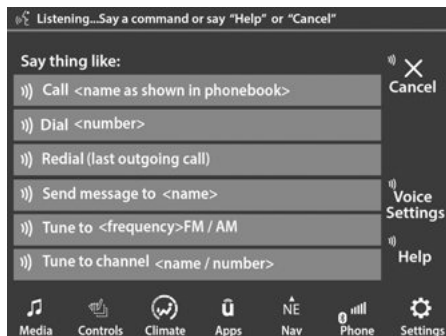 Listening...Say a command or say “Help” or “Cancel”
Say thing like:
Cancel
Call <name as shown in phonebook>
Dial <number>
Redial (last outgoing call)
Send message to <name>
Voice
Settings
Tune to <frequency>FM / AM
Help
Tune to channel <name / number>
NE
Media Controls Climate Apps Nav Phone Settings